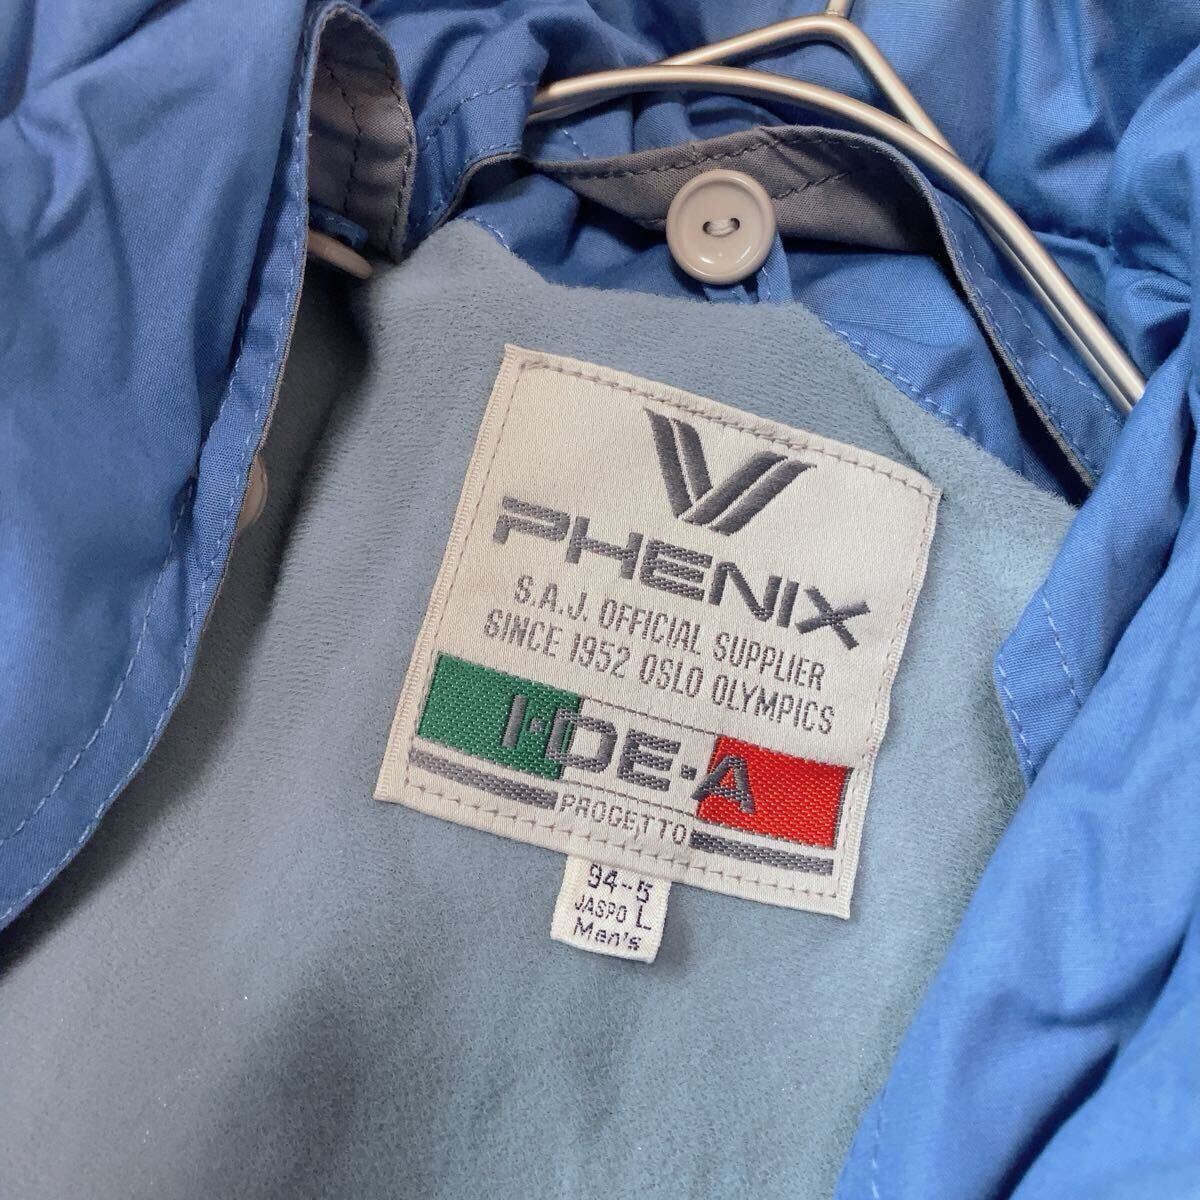 PHENIX
S.A.J. OFFICIAL SUPPLIER
SINCE 1952 OSLO OLYMPICS
I·DE·A
PROGETTO
94-5
JASPO L
Men's